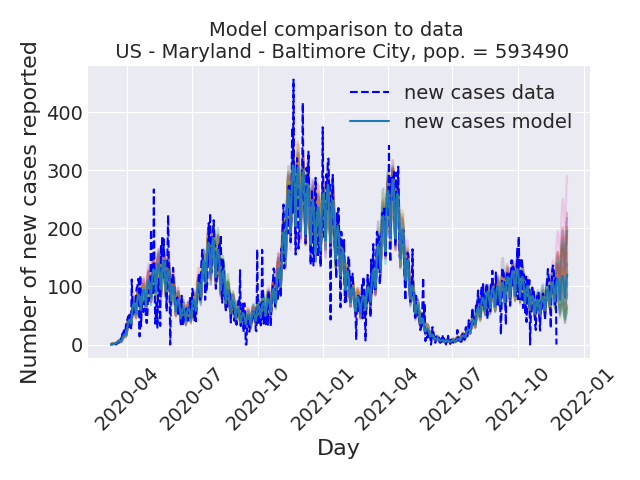 Model comparison to data
US - Maryland - Baltimore City, pop. = 593490
Number of new cases reported
400
300
200
100
0
new cases data
new cases model
2020-04
2020-07
2020-10
2021-01
2021-04
2021-07
2021-10
2022-01
Day